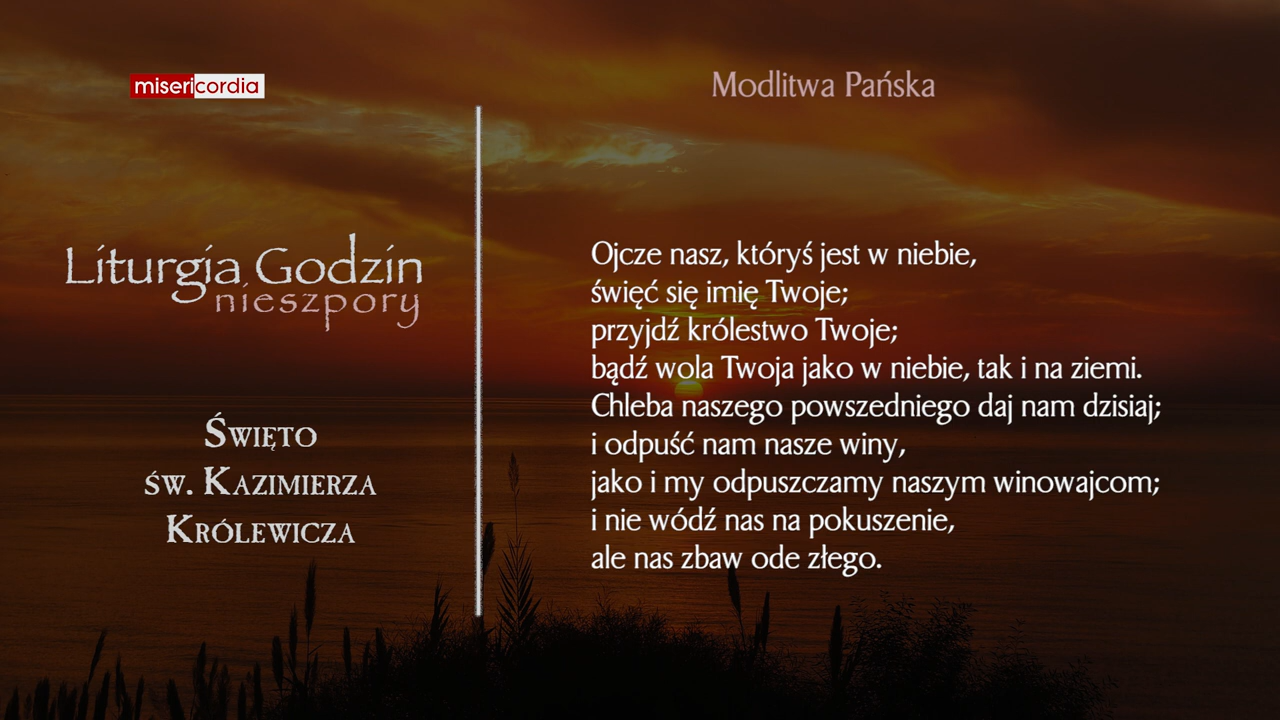 misericordia
Liturgia Godzin
nieszpory
Święto
św. Kazimierza
Królewicza
Modlitwa Pańska
Ojcze nasz, któryś jest w niebie,
święć się imię Twoje;
przyjdź królestwo Twoje;
bądź wola Twoja jako w niebie, tak i na ziemi.
Chleba naszego powszedniego daj nam dzisiaj;
i odpuść nam nasze winy,
jako i my odpuszczamy naszym winowajcom;
i nie wódź nas na pokuszenie,
ale nas zbaw ode złego.